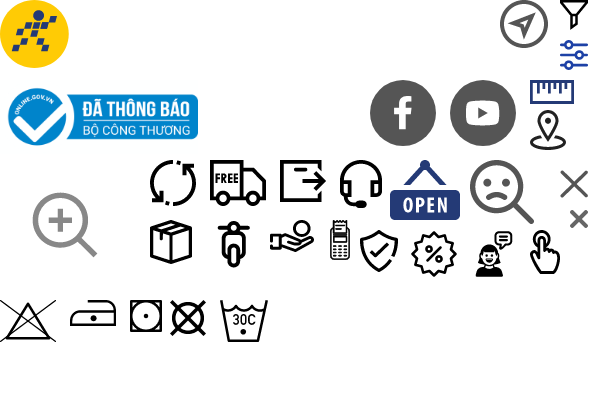 ONLINE.GOV.VN
ĐÃ THÔNG BÁO
BỘ CÔNG THƯƠNG
FREE
OPEN
30C